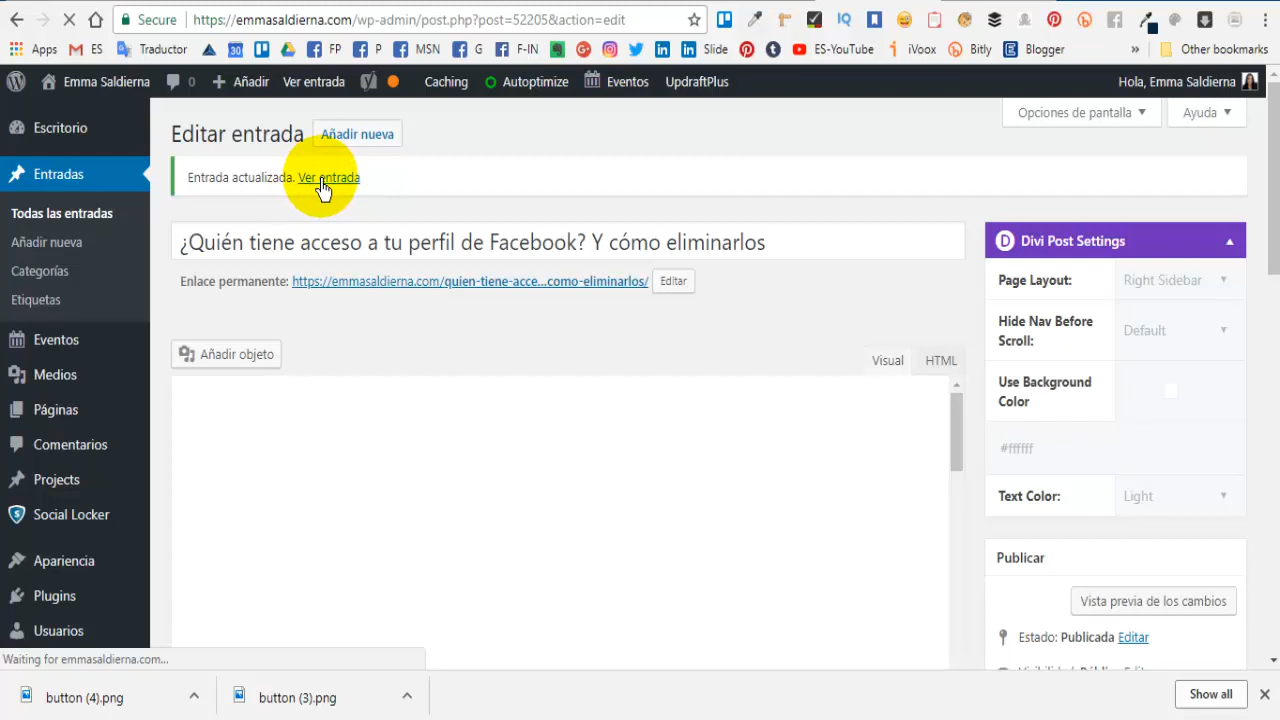 Secure https://emmasaldierna.com/wp-admin/post.php?post=52205&action=edit
Apps ES Traductor FP P MSN G F-IN Slide ES-YouTube iVoox Bitly Blogger » Other bookmarks
Emma Saldierna 0 Añadir Ver entrada Caching Autoptimize Eventos UpdraftPlus Hola, Emma Saldierna
Opciones de pantalla Ayuda
Escritorio
Entradas
Todas las entradas
Añadir nueva
Categorías
Etiquetas
Eventos
Medios
Páginas
Comentarios
Projects
Social Locker
Apariencia
Plugins
Usuarios
Editar entrada Añadir nueva
Entrada actualizada. Ver entrada
¿Quién tiene acceso a tu perfil de Facebook? Y cómo eliminarlos
Enlace permanente: https://emmasaldierna.com/quien-tiene-acce...como-eliminarlos/ Editar
Añadir objeto
Visual HTML
Divi Post Settings
Page Layout: Right Sidebar
Hide Nav Before
Scroll: Default
Use Background
Color
#ffffff
Text Color: Light
Publicar
Vista previa de los cambios
Estado: Publicada Editar
Waiting for emmasaldierna.com...
button (4).png button (3).png Show all